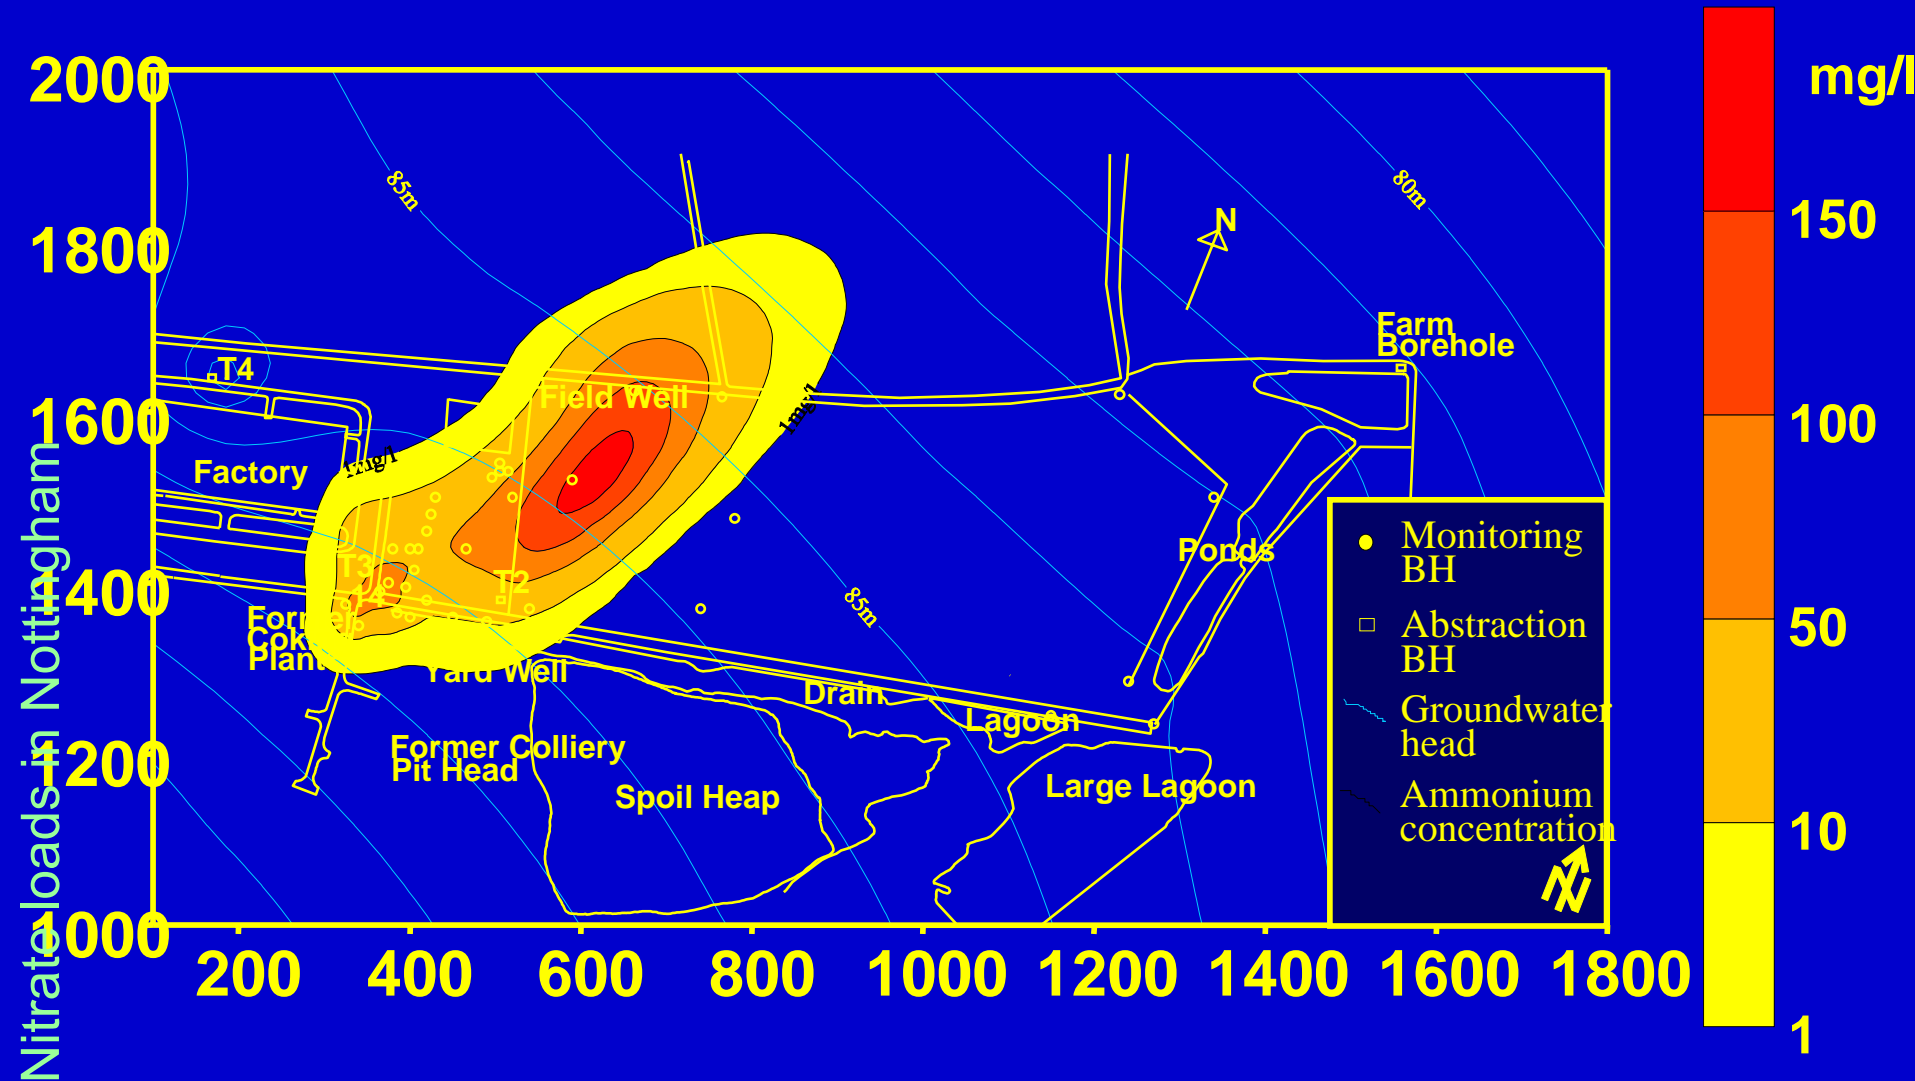 mg/l
150
100
50
10
1
2000
1800
1600
1400
1200
1000
200
400
600
800
1000
1200
1400
1600
1800
Nitrate loads in Nottingham
85m
80m
N
Farm
Borehole
T4
Field Well
1mg/l
1mg/l
Factory
T3
T2
Ponds
85m
Former
Coke
Plant
Yard Well
Drain
Lagoon
Former Colliery
Pit Head
Spoil Heap
Large Lagoon
Monitoring
BH
Abstraction
BH
Groundwater
head
Ammonium
concentration
N